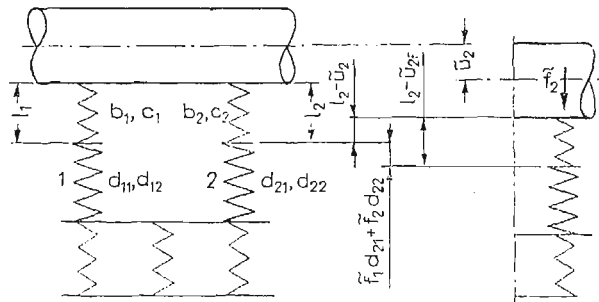 l₁
b₁, c₁
b₂, c₂
l₂
1
d₁₁, d₁₂
2
d₂₁, d₂₂
l₂-ũ₂
l₂-ũ₂
f̃₁d₂₁+f̃₂d₂₂
ũ₂
f̃₂